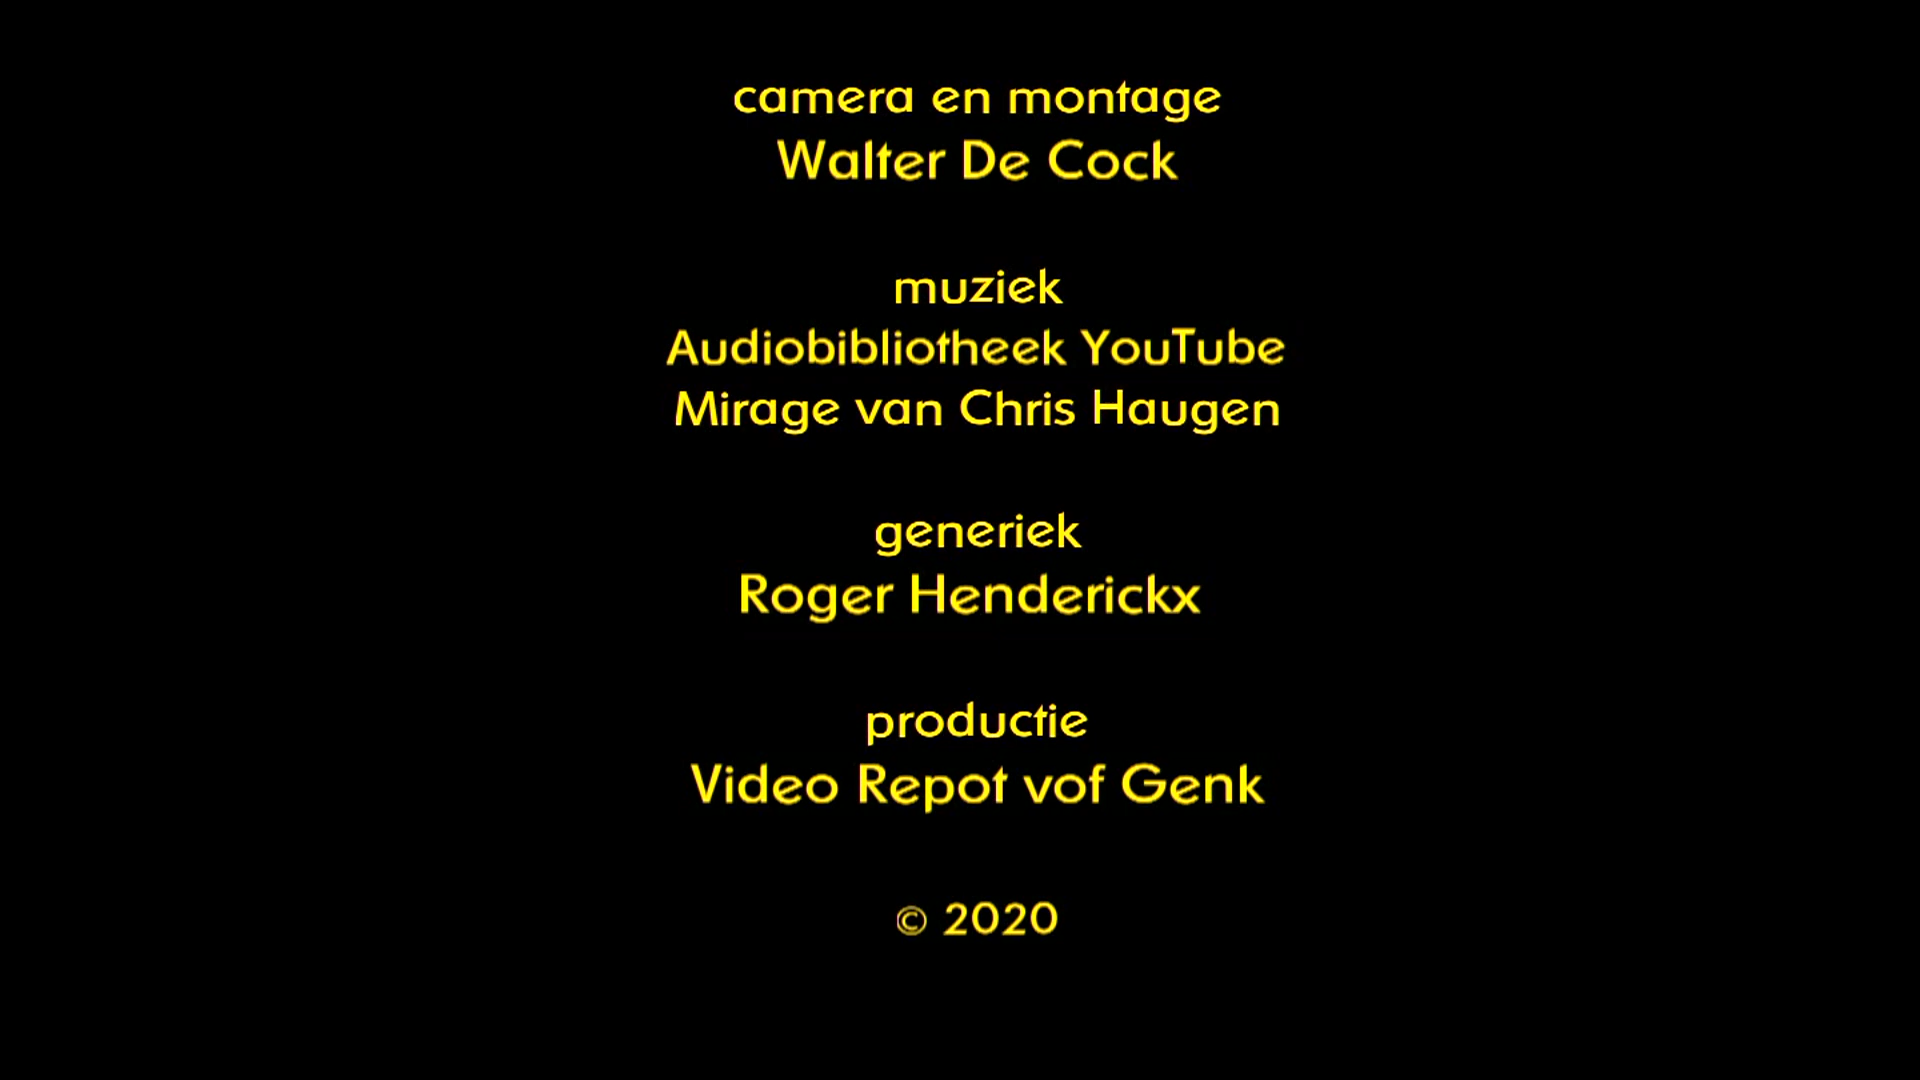 camera en montage
Walter De Cock
muziek
Audiobibliotheek YouTube
Mirage van Chris Haugen
generiek
Roger Henderickx
productie
Video Repot vof Genk
© 2020